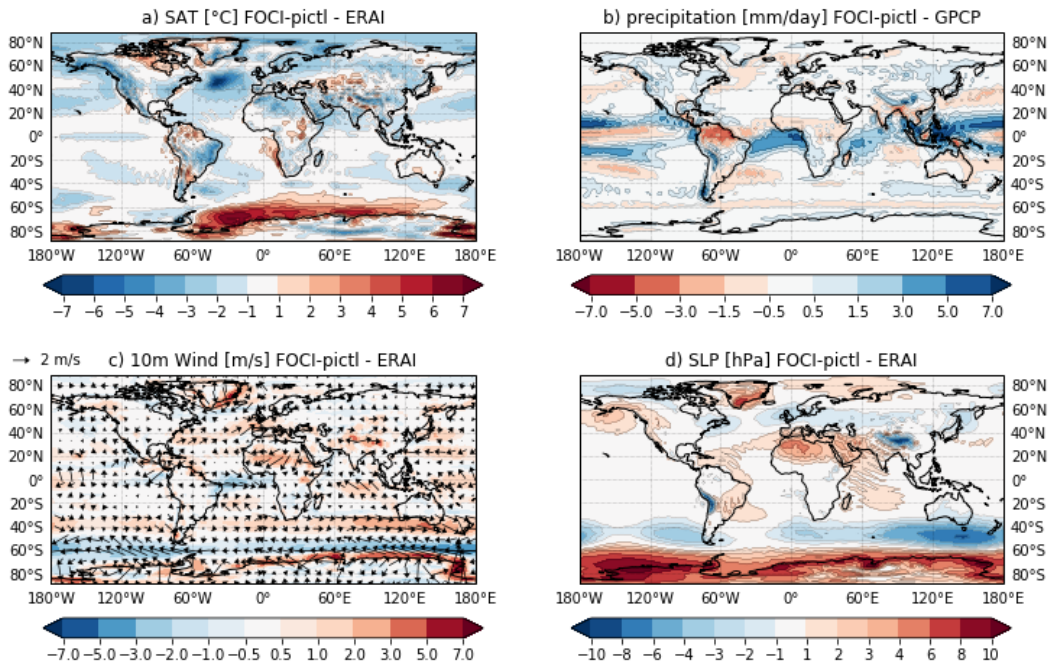 a) SAT [°C] FOCI-pictl - ERAI
80°N
60°N
40°N
20°N
0°
20°S
40°S
60°S
80°S
180°W 120°W 60°W 0° 60°E 120°E 180°E
−7 −6 −5 −4 −3 −2 −1 1 2 3 4 5 6 7
b) precipitation [mm/day] FOCI-pictl - GPCP
80°N
60°N
40°N
20°N
0°
20°S
40°S
60°S
80°S
180°W 120°W 60°W 0° 60°E 120°E 180°E
−7.0 −5.0 −3.0 −1.5 −0.5 0.5 1.5 3.0 5.0 7.0
→ 2 m/s c) 10m Wind [m/s] FOCI-pictl - ERAI
80°N
60°N
40°N
20°N
0°
20°S
40°S
60°S
80°S
180°W 120°W 60°W 0° 60°E 120°E 180°E
−7.0 −5.0 −3.0 −2.0 −1.0 −0.5 0.5 1.0 2.0 3.0 5.0 7.0
d) SLP [hPa] FOCI-pictl - ERAI
80°N
60°N
40°N
20°N
0°
20°S
40°S
60°S
80°S
180°W 120°W 60°W 0° 60°E 120°E 180°E
−10 −8 −6 −4 −3 −2 −1 1 2 3 4 6 8 10